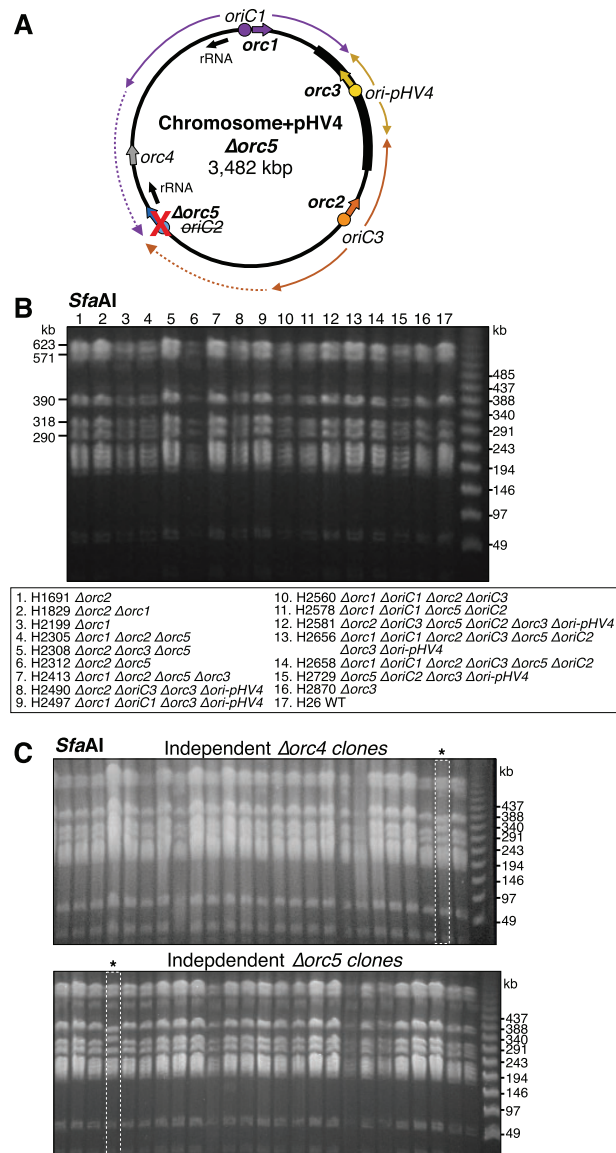 A
oriC1
orc1
rRNA
orc3
ori-pHV4
Chromosome+pHV4
Δorc5
3,482 kbp
orc4
rRNA
Δorc5
oriC2
X
orc2
oriC3
B
SfaAI
1 2 3 4 5 6 7 8 9 10 11 12 13 14 15 16 17
kb
kb
623
571
390
318
290
485
437
388
340
291
243
194
146
97
49
1. H1691 Δorc2
2. H1829 Δorc2 Δorc1
3. H2199 Δorc1
4. H2305 Δorc1 Δorc2 Δorc5
5. H2308 Δorc2 Δorc3 Δorc5
6. H2312 Δorc2 Δorc5
7. H2413 Δorc1 Δorc2 Δorc5 Δorc3
8. H2490 Δorc2 ΔoriC3 Δorc3 Δori-pHV4
9. H2497 Δorc1 ΔoriC1 Δorc3 Δori-pHV4
10. H2560 Δorc1 ΔoriC1 Δorc2 ΔoriC3
11. H2578 Δorc1 ΔoriC1 Δorc5 ΔoriC2
12. H2581 Δorc2 ΔoriC3 Δorc5 ΔoriC2 Δorc3 Δori-pHV4
13. H2656 Δorc1 ΔoriC1 Δorc2 ΔoriC3 Δorc5 ΔoriC2
Δorc3 Δori-pHV4
14. H2658 Δorc1 ΔoriC1 Δorc2 ΔoriC3 Δorc5 ΔoriC2
15. H2729 Δorc5 ΔoriC2 Δorc3 Δori-pHV4
16. H2870 Δorc3
17. H26 WT
C
SfaAI
Independent Δorc4 clones
*
kb
437
388
340
291
243
194
146
97
49
Indepdendent Δorc5 clones
*
kb
437
388
340
291
243
194
145
97
49